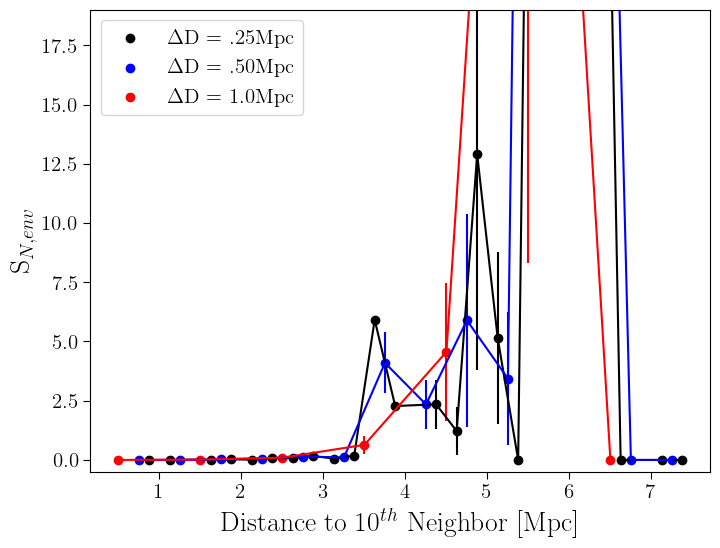 17.5
15.0
12.5
10.0
7.5
5.0
2.5
0.0
S_{N,env}
ΔD = .25Mpc
ΔD = .50Mpc
ΔD = 1.0Mpc
1 2 3 4 5 6 7
Distance to 10^{th} Neighbor [Mpc]